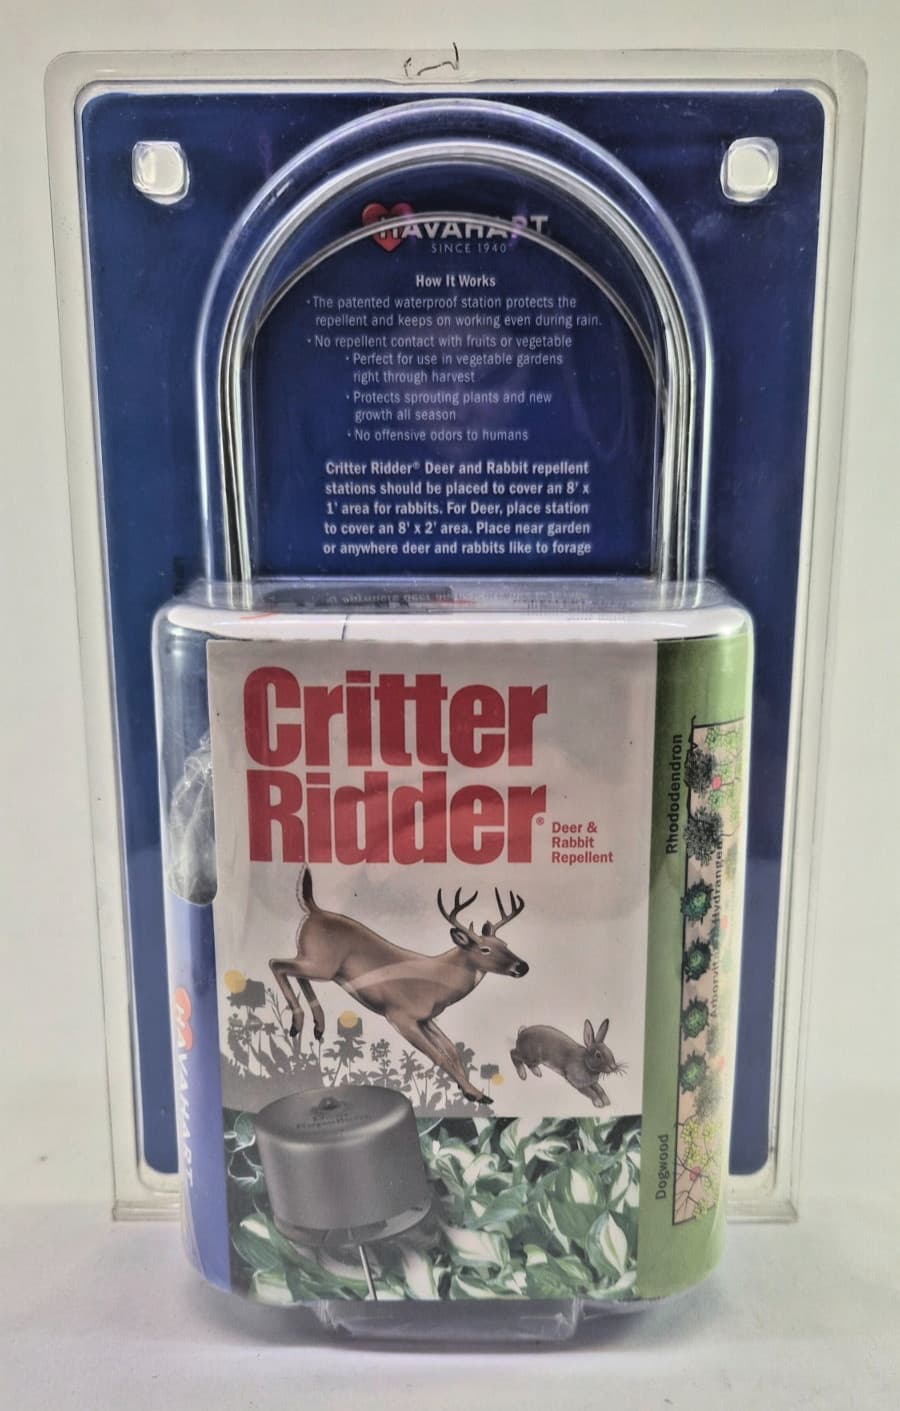 HAVAHART
SINCE 1940
How It Works
• The patented waterproof station protects the
repellent and keeps on working even during rain.
• No repellent contact with fruits or vegetable
• Perfect for use in vegetable gardens
right through harvest
• Protects sprouting plants and new
growth all season
• No offensive odors to humans
Critter Ridder® Deer and Rabbit repellent
stations should be placed to cover an 8' x
1' area for rabbits. For Deer, place station
to cover an 8' x 2' area. Place near garden
or anywhere deer and rabbits like to forage
Critter
Ridder®
Deer &
Rabbit
Repellent
HAVAHART
Rhododendron
Dogwood